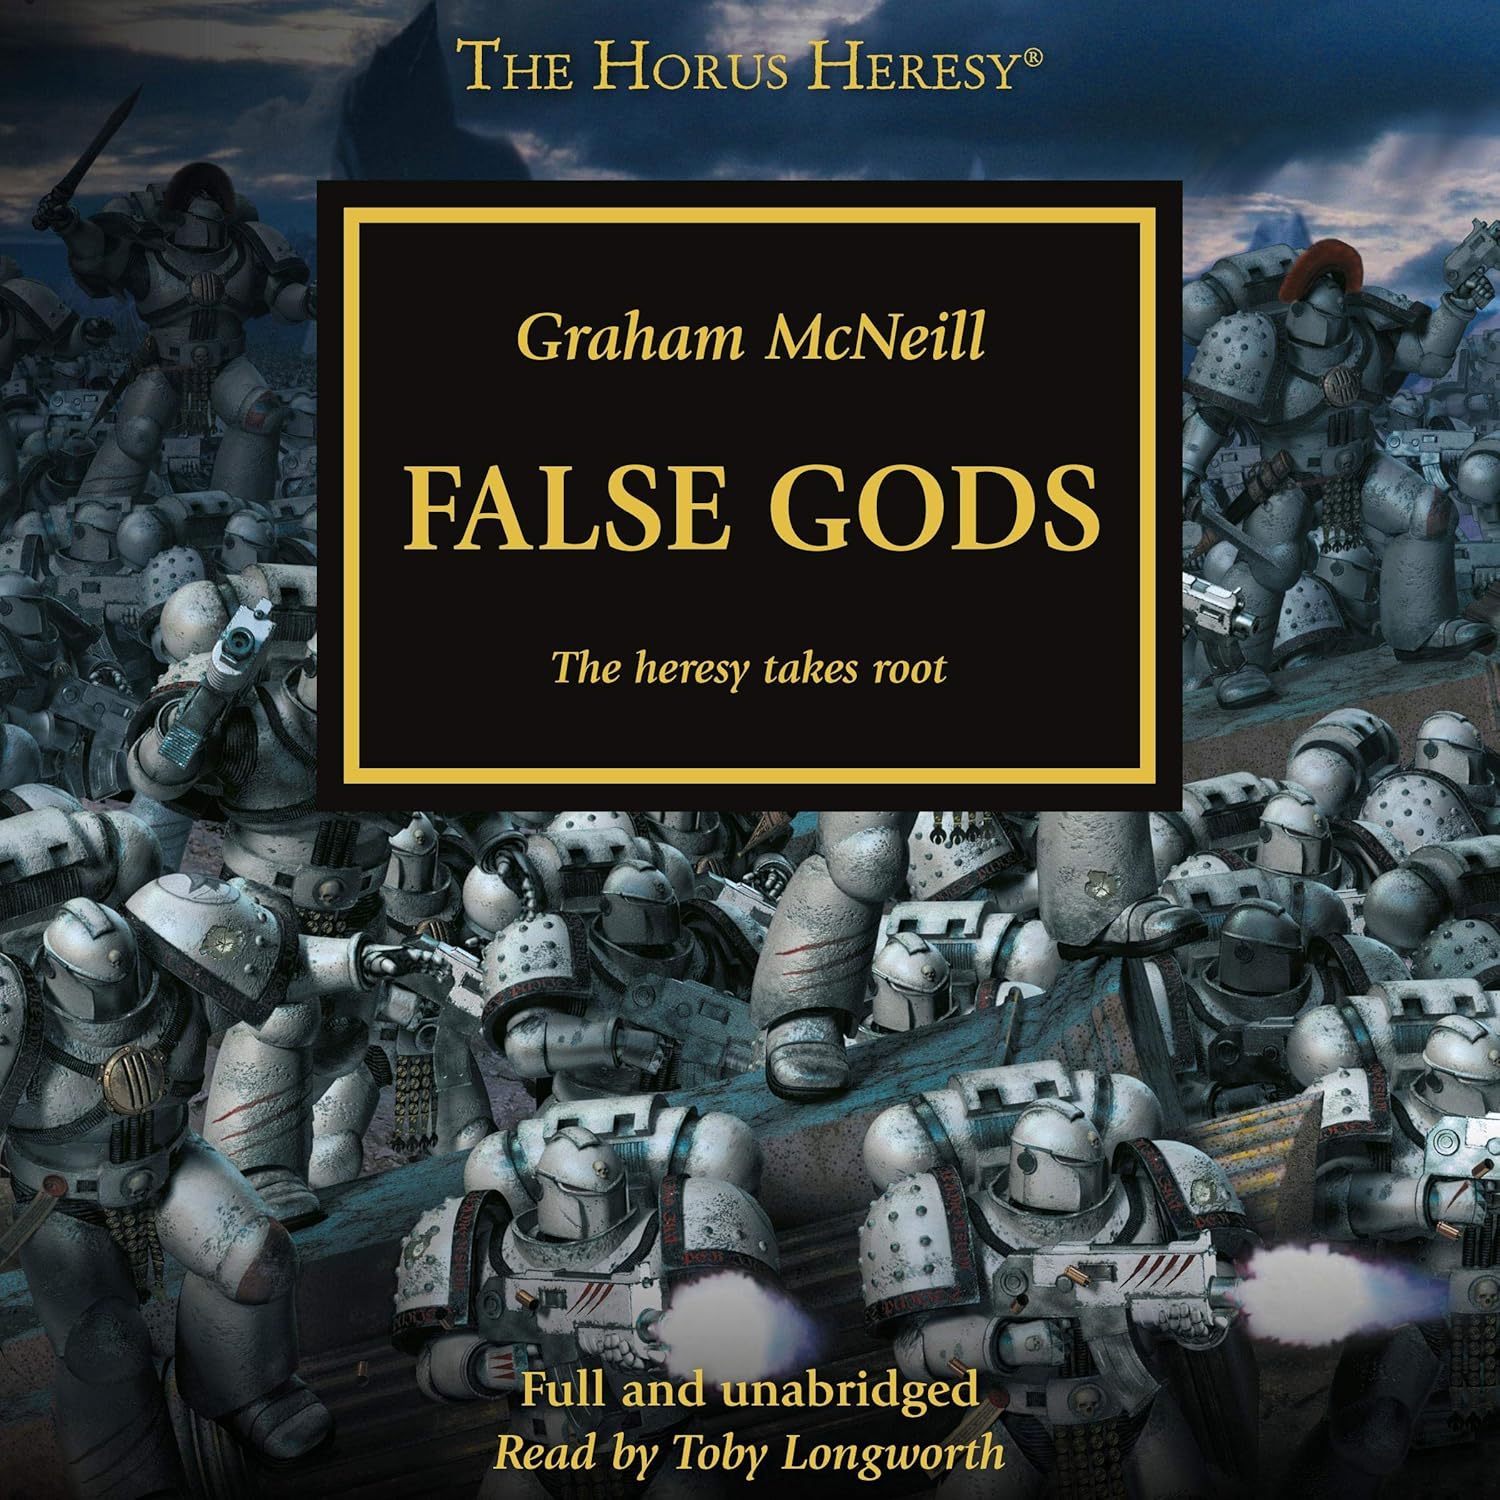 THE HORUS HERESY®
Graham McNeill
FALSE GODS
The heresy takes root
Full and unabridged
Read by Toby Longworth